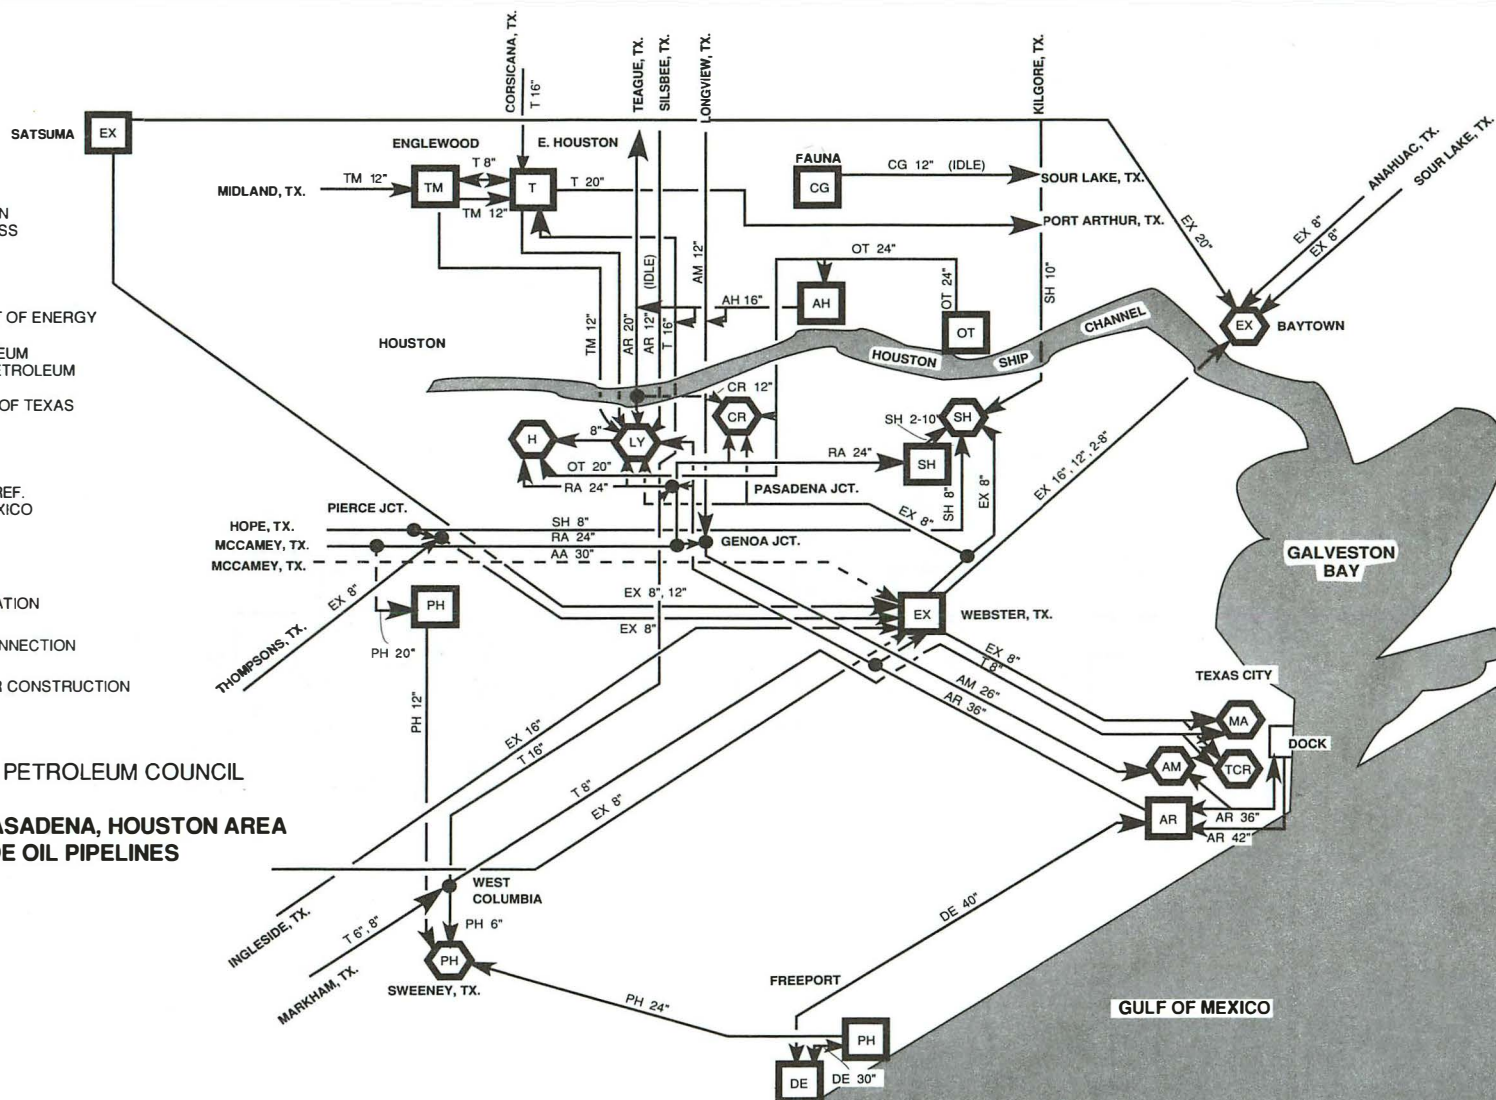 CORSICANA, TX.
T 16"
TEAGUE, TX.
SILSBEE, TX.
LONGVIEW, TX.
KILGORE, TX.
SATSUMA
EX
ENGLEWOOD
E. HOUSTON
FAUNA
T 8"
TM
T
TM 12"
TM 12"
T 20"
MIDLAND, TX.
CG
CG 12" (IDLE)
SOUR LAKE, TX.
PORT ARTHUR, TX.
ANAHUAC, TX.
SOUR LAKE, TX.
EX 8"
EX 8"
EX 20"
N
SS
T OF ENERGY
EUM
ETROLEUM
OF TEXAS
REF.
XICO
ATION
NNECTION
R CONSTRUCTION
PETROLEUM COUNCIL
ASADENA, HOUSTON AREA
DE OIL PIPELINES
HOUSTON
TM 12"
AR 20"
AR 12" (IDLE)
T 16"
AM 12"
AH 16"
AH
OT 24"
OT 24"
OT
SH 10"
HOUSTON SHIP CHANNEL
EX
BAYTOWN
CR 12"
CR
H
8"
LY
OT 20"
RA 24"
SH 2-10"
SH
SH
RA 24"
PASADENA JCT.
SH 8"
EX 8"
EX 8"
EX 16", 12", 2-8"
PIERCE JCT.
HOPE, TX.
SH 8"
MCCAMEY, TX.
RA 24"
GENOA JCT.
MCCAMEY, TX.
AA 30"
GALVESTON
BAY
EX 8"
PH
PH 20"
THOMPSONS, TX.
EX 8", 12"
EX 8"
EX
WEBSTER, TX.
PH 12"
EX 16"
T 16"
T 8"
EX 8"
EX 8"
T 8"
AM 26"
AR 36"
TEXAS CITY
MA
DOCK
AM
TCR
AR
AR 36"
AR 42"
WEST
COLUMBIA
INGLESIDE, TX.
T 6", 8"
MARKHAM, TX.
PH 6"
PH
SWEENEY, TX.
PH 24"
DE 40"
FREEPORT
PH
DE
DE 30"
GULF OF MEXICO